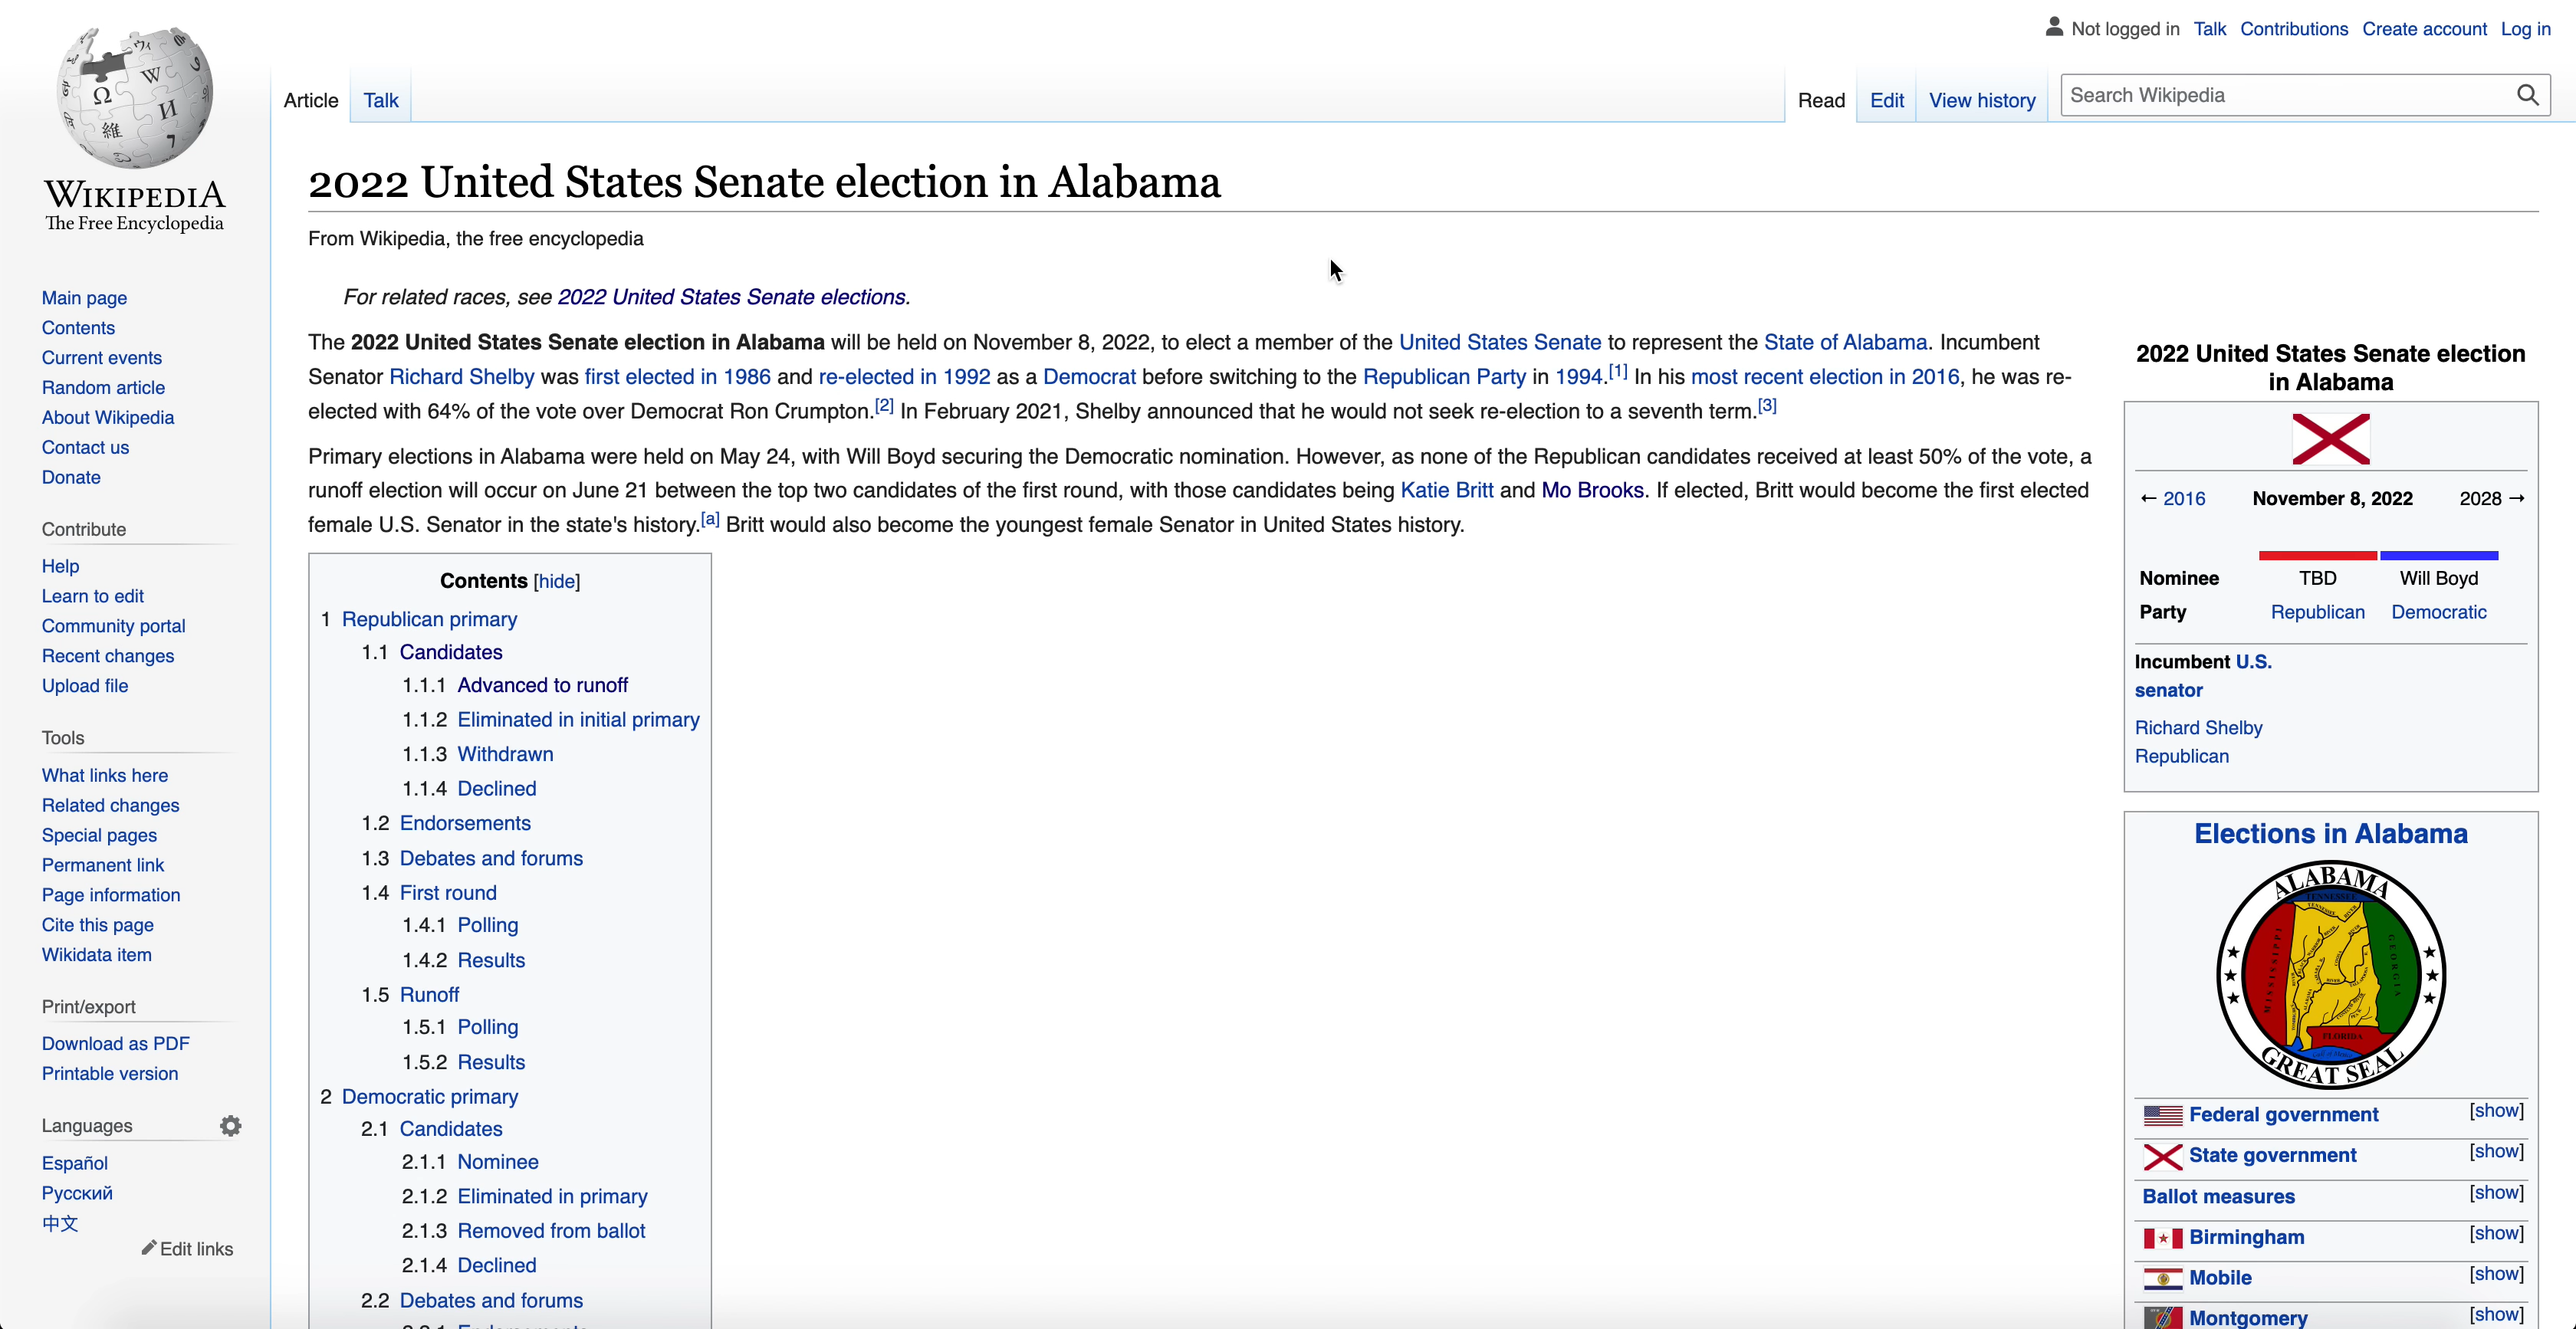 Not logged in Talk Contributions Create account Log in
Article Talk Read Edit View history Search Wikipedia
WIKIPEDIA
The Free Encyclopedia
Main page
Contents
Current events
Random article
About Wikipedia
Contact us
Donate
Contribute
Help
Learn to edit
Community portal
Recent changes
Upload file
Tools
What links here
Related changes
Special pages
Permanent link
Page information
Cite this page
Wikidata item
Print/export
Download as PDF
Printable version
Languages
Español
Русский
中文
Edit links
2022 United States Senate election in Alabama
From Wikipedia, the free encyclopedia
For related races, see 2022 United States Senate elections.
The 2022 United States Senate election in Alabama will be held on November 8, 2022, to elect a member of the United States Senate to represent the State of Alabama. Incumbent
Senator Richard Shelby was first elected in 1986 and re-elected in 1992 as a Democrat before switching to the Republican Party in 1994.[1] In his most recent election in 2016, he was re-
elected with 64% of the vote over Democrat Ron Crumpton.[2] In February 2021, Shelby announced that he would not seek re-election to a seventh term.[3]
Primary elections in Alabama were held on May 24, with Will Boyd securing the Democratic nomination. However, as none of the Republican candidates received at least 50% of the vote, a
runoff election will occur on June 21 between the top two candidates of the first round, with those candidates being Katie Britt and Mo Brooks. If elected, Britt would become the first elected
female U.S. Senator in the state's history.[a] Britt would also become the youngest female Senator in United States history.
Contents [hide]
1 Republican primary
1.1 Candidates
1.1.1 Advanced to runoff
1.1.2 Eliminated in initial primary
1.1.3 Withdrawn
1.1.4 Declined
1.2 Endorsements
1.3 Debates and forums
1.4 First round
1.4.1 Polling
1.4.2 Results
1.5 Runoff
1.5.1 Polling
1.5.2 Results
2 Democratic primary
2.1 Candidates
2.1.1 Nominee
2.1.2 Eliminated in primary
2.1.3 Removed from ballot
2.1.4 Declined
2.2 Debates and forums
2022 United States Senate election
in Alabama
← 2016 November 8, 2022 2028 →
Nominee TBD Will Boyd
Party Republican Democratic
Incumbent U.S.
senator
Richard Shelby
Republican
Elections in Alabama
ALABAMA
TENNESSEE
MISSISSIPPI
GEORGIA
FLORIDA
GREAT SEAL
Federal government [show]
State government [show]
Ballot measures [show]
Birmingham [show]
Mobile [show]
Montgomery [show]